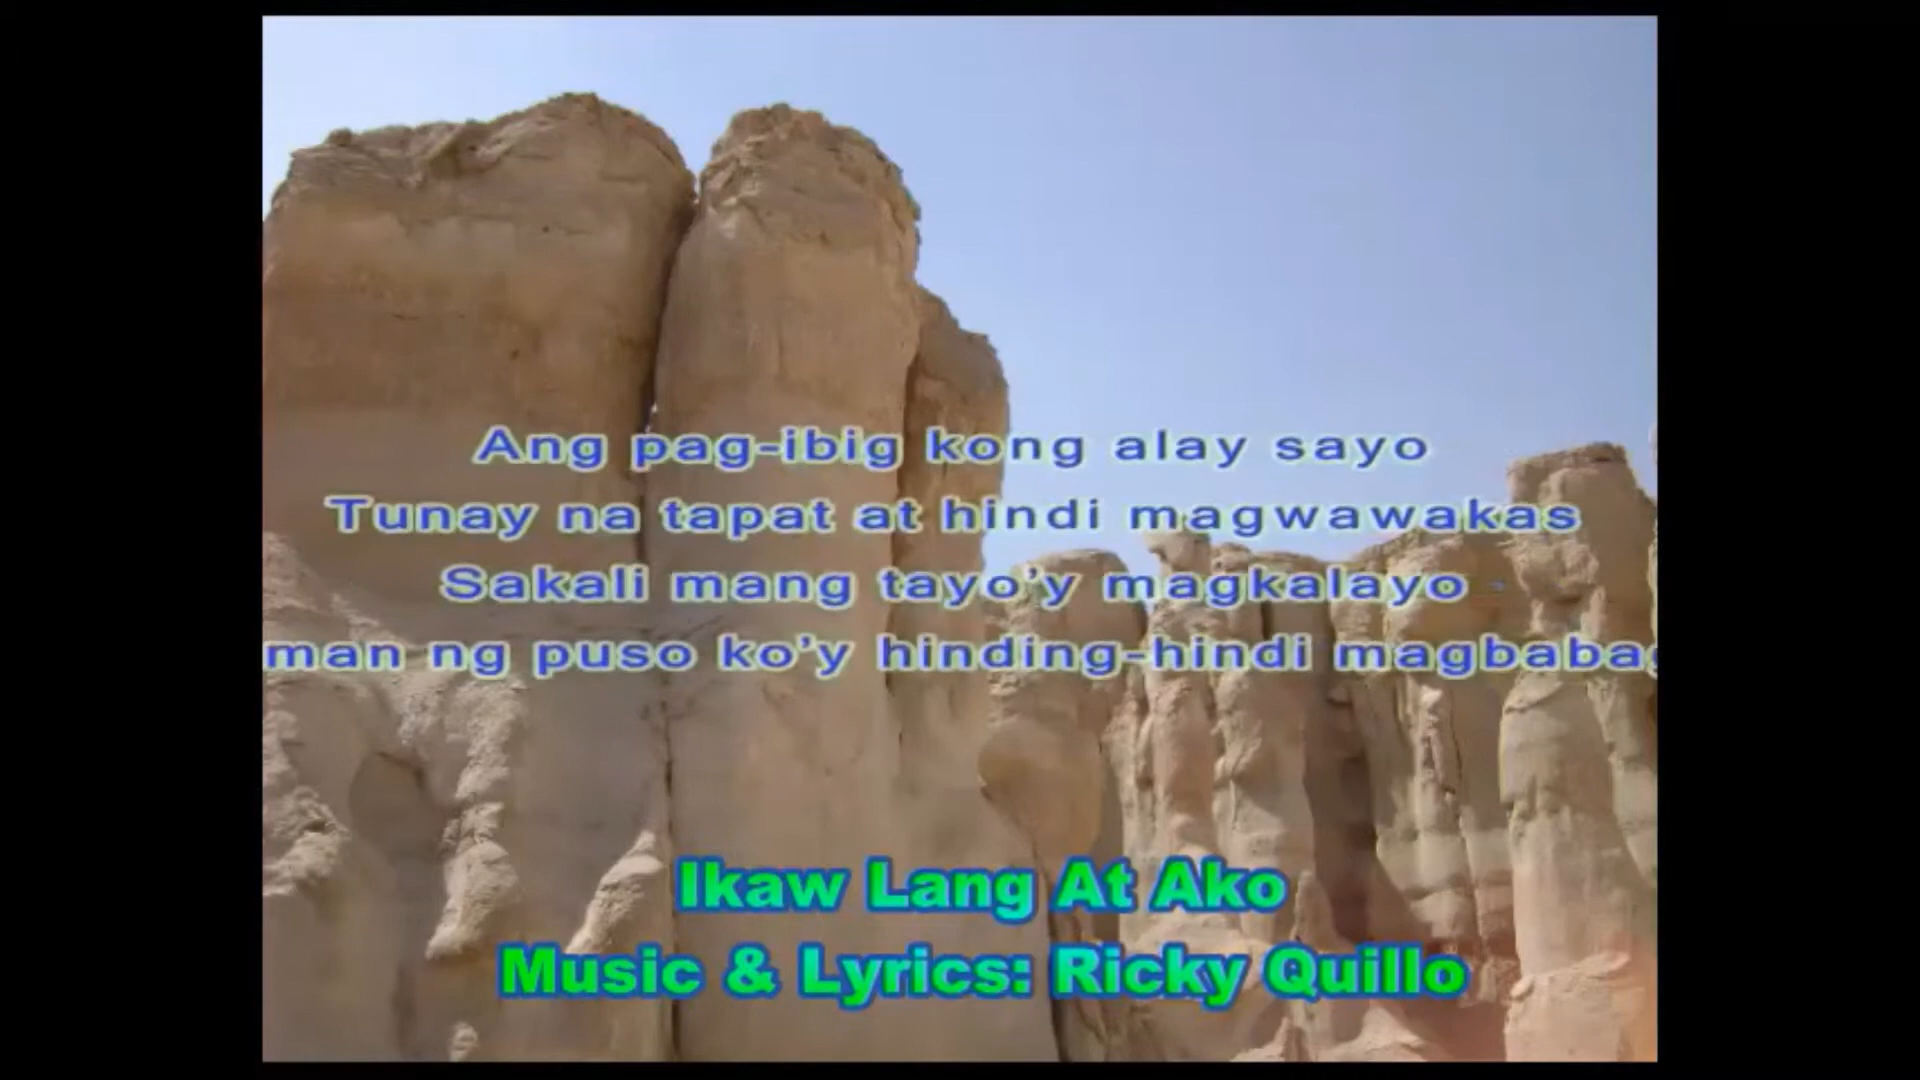 Ang pag-ibig kong alay sayo
Tunay na tapat at hindi magwawakas
Sakali mang tayo'y magkalayo
man ng puso ko'y hinding-hindi
Ikaw Lang At Ako
Music & Lyrics: Ricky Quillo